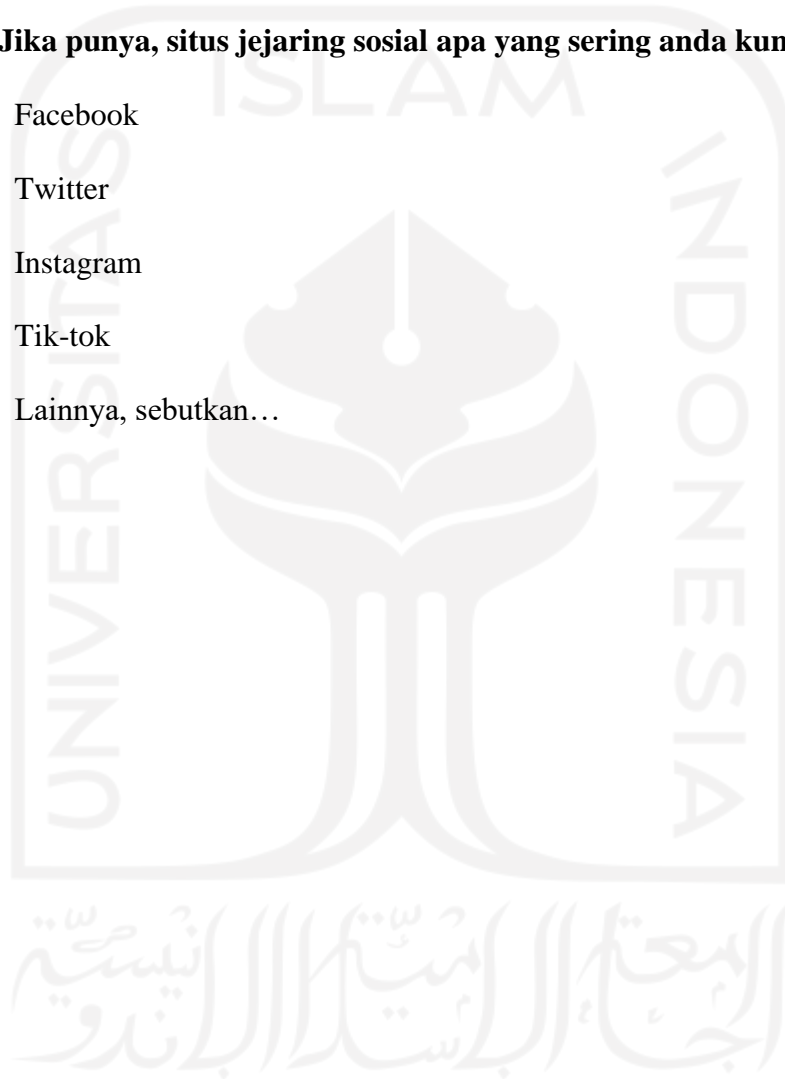 Jika punya, situs jejaring sosial apa yang sering anda kun
Facebook
Twitter
Instagram
Tik-tok
Lainnya, sebutkan…
ISLAM
UNIVERSITAS
INDONESIA